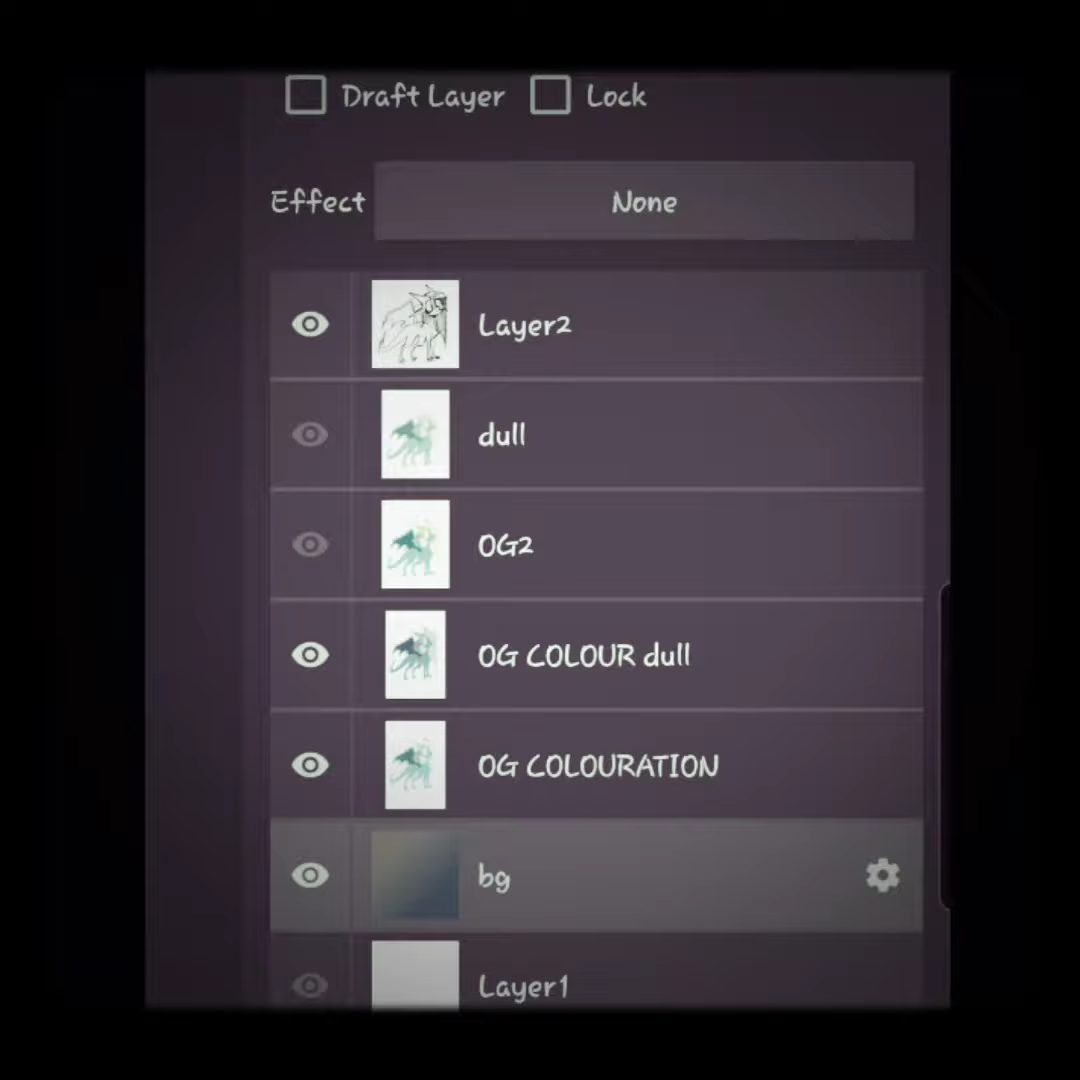 Draft Layer Lock
Effect None
Layer2
dull
OG2
OG COLOUR dull
OG COLOURATION
bg
Layer1